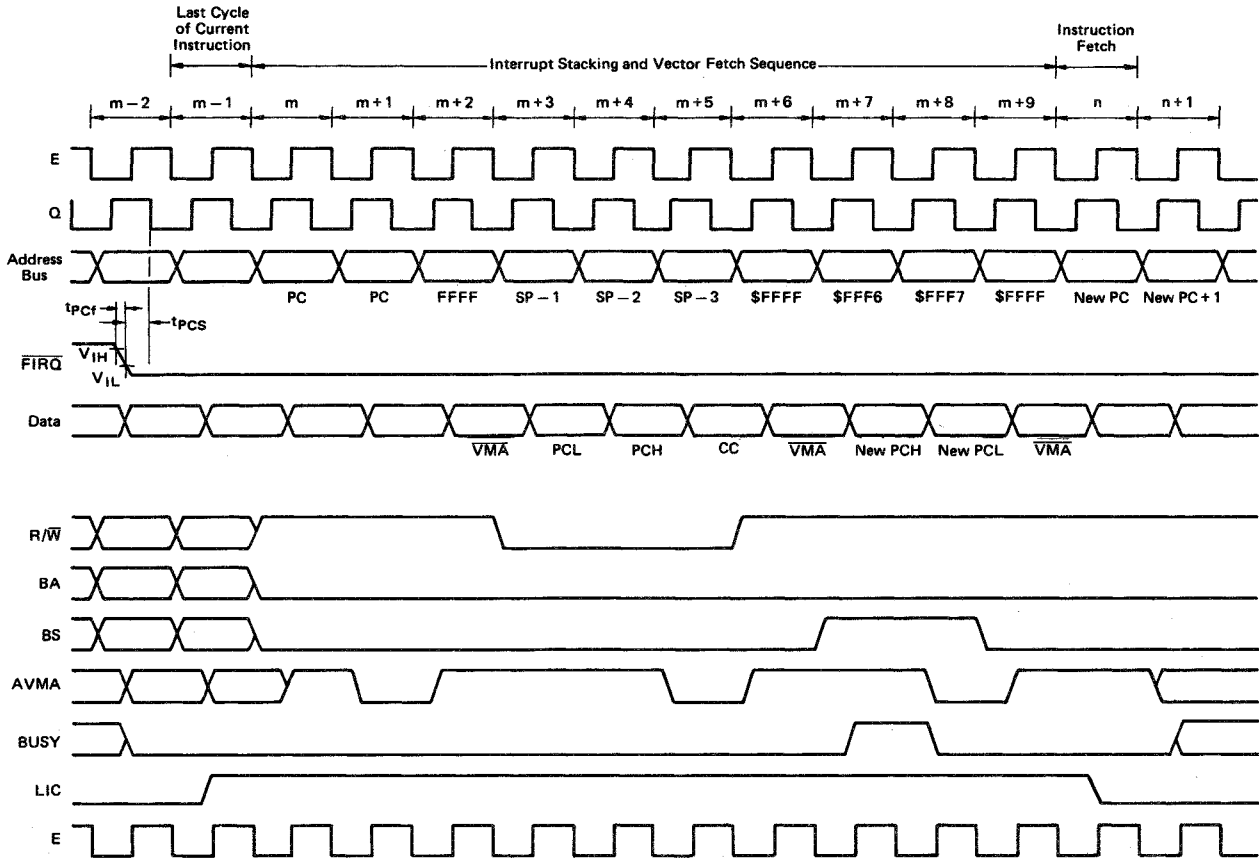 Last Cycle
of Current
Instruction
Instruction
Fetch
Interrupt Stacking and Vector Fetch Sequence
m − 2 m − 1 m m + 1 m + 2 m + 3 m + 4 m + 5 m + 6 m + 7 m + 8 m + 9 n n + 1
E
Q
Address
Bus
PC PC FFFF SP − 1 SP − 2 SP − 3 $FFFF $FFF6 $FFF7 $FFFF New PC New PC + 1
tPCf
tPCS
VIH
FIRQ
VIL
Data
VMA PCL PCH CC VMA New PCH New PCL VMA
R/W
BA
BS
AVMA
BUSY
LIC
E